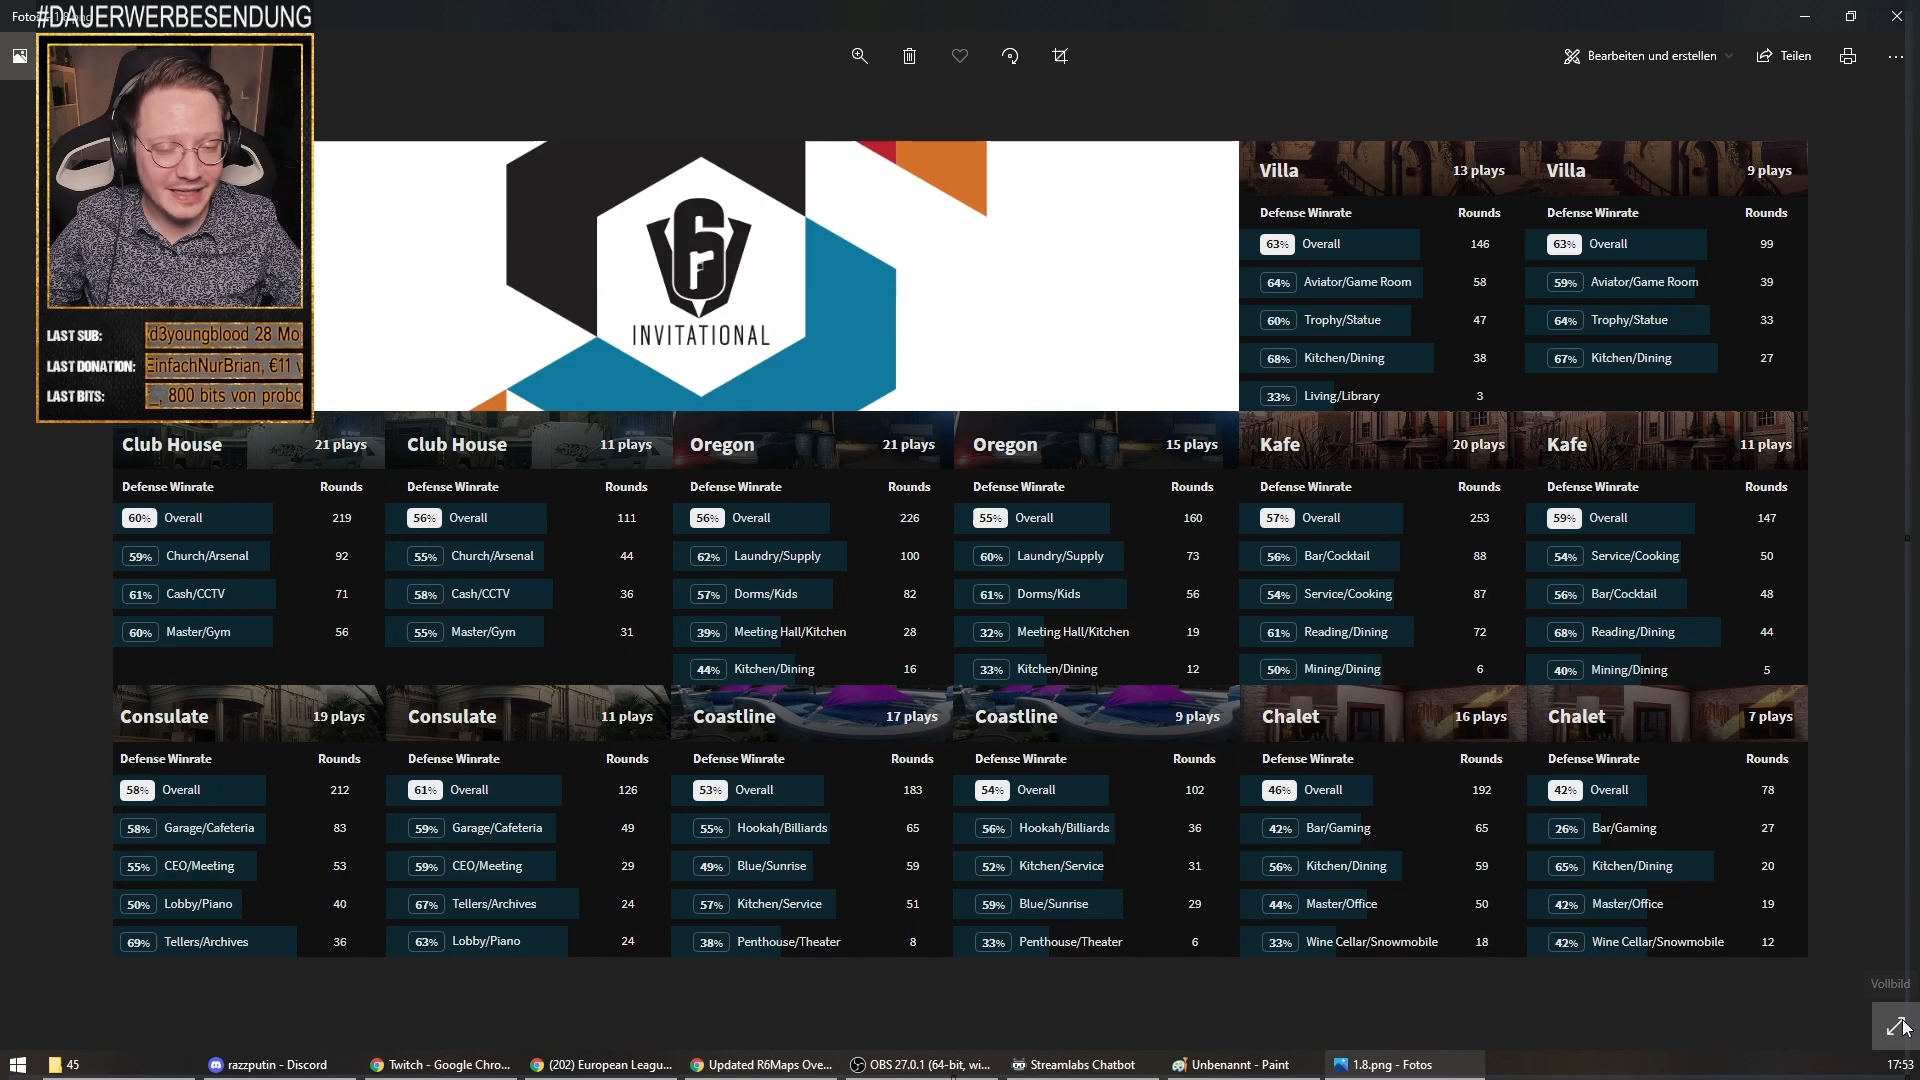 #DAUERWERBESENDUNG
Bearbeiten und erstellen
Teilen
LAST SUB:
d3youngblood 28 Mo
LAST DONATION:
EinfachNurBrian, €11
LAST BITS:
800 bits von probo
INVITATIONAL
Villa 13 plays
Defense Winrate Rounds
63% Overall 146
64% Aviator/Game Room 58
60% Trophy/Statue 47
68% Kitchen/Dining 38
33% Living/Library 3
Villa 9 plays
Defense Winrate Rounds
63% Overall 99
59% Aviator/Game Room 39
64% Trophy/Statue 33
67% Kitchen/Dining 27
Club House 21 plays
Defense Winrate Rounds
60% Overall 219
59% Church/Arsenal 92
61% Cash/CCTV 71
60% Master/Gym 56
Club House 11 plays
Defense Winrate Rounds
56% Overall 111
55% Church/Arsenal 44
58% Cash/CCTV 36
55% Master/Gym 31
Oregon 21 plays
Defense Winrate Rounds
56% Overall 226
62% Laundry/Supply 100
57% Dorms/Kids 82
39% Meeting Hall/Kitchen 28
44% Kitchen/Dining 16
Oregon 15 plays
Defense Winrate Rounds
55% Overall 160
60% Laundry/Supply 73
61% Dorms/Kids 56
32% Meeting Hall/Kitchen 19
33% Kitchen/Dining 12
Kafe 20 plays
Defense Winrate Rounds
57% Overall 253
56% Bar/Cocktail 88
54% Service/Cooking 87
61% Reading/Dining 72
50% Mining/Dining 6
Kafe 11 plays
Defense Winrate Rounds
59% Overall 147
54% Service/Cooking 50
56% Bar/Cocktail 48
68% Reading/Dining 44
40% Mining/Dining 5
Consulate 19 plays
Defense Winrate Rounds
58% Overall 212
58% Garage/Cafeteria 83
55% CEO/Meeting 53
50% Lobby/Piano 40
69% Tellers/Archives 36
Consulate 11 plays
Defense Winrate Rounds
61% Overall 126
59% Garage/Cafeteria 49
59% CEO/Meeting 29
67% Tellers/Archives 24
63% Lobby/Piano 24
Coastline 17 plays
Defense Winrate Rounds
53% Overall 183
55% Hookah/Billiards 65
49% Blue/Sunrise 59
57% Kitchen/Service 51
38% Penthouse/Theater 8
Coastline 9 plays
Defense Winrate Rounds
54% Overall 102
56% Hookah/Billiards 36
52% Kitchen/Service 31
59% Blue/Sunrise 29
33% Penthouse/Theater 6
Chalet 16 plays
Defense Winrate Rounds
46% Overall 192
42% Bar/Gaming 65
56% Kitchen/Dining 59
44% Master/Office 50
33% Wine Cellar/Snowmobile 18
Chalet 7 plays
Defense Winrate Rounds
42% Overall 78
26% Bar/Gaming 27
65% Kitchen/Dining 20
42% Master/Office 19
42% Wine Cellar/Snowmobile 12
Vollbild
45
razzputin - Discord
Twitch - Google Chro...
(202) European Leagu...
Updated R6Maps Ove...
OBS 27.0.1 (64-bit, wi...
Streamlabs Chatbot
Unbenannt - Paint
1.8.png - Fotos
17:53